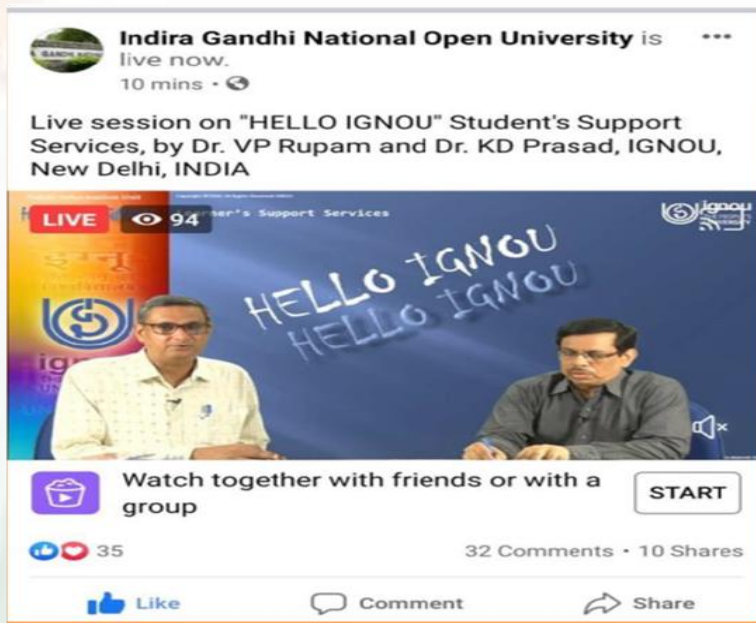 Indira Gandhi National Open University is ...
live now.
10 mins ·
Live session on "HELLO IGNOU" Student's Support
Services, by Dr. VP Rupam and Dr. KD Prasad, IGNOU,
New Delhi, INDIA
LIVE 94
Support Services
ignou
इग्नू
HELLO IGNOU
HELLO IGNOU
Watch together with friends or with a
group
START
35
32 Comments · 10 Shares
Like Comment Share